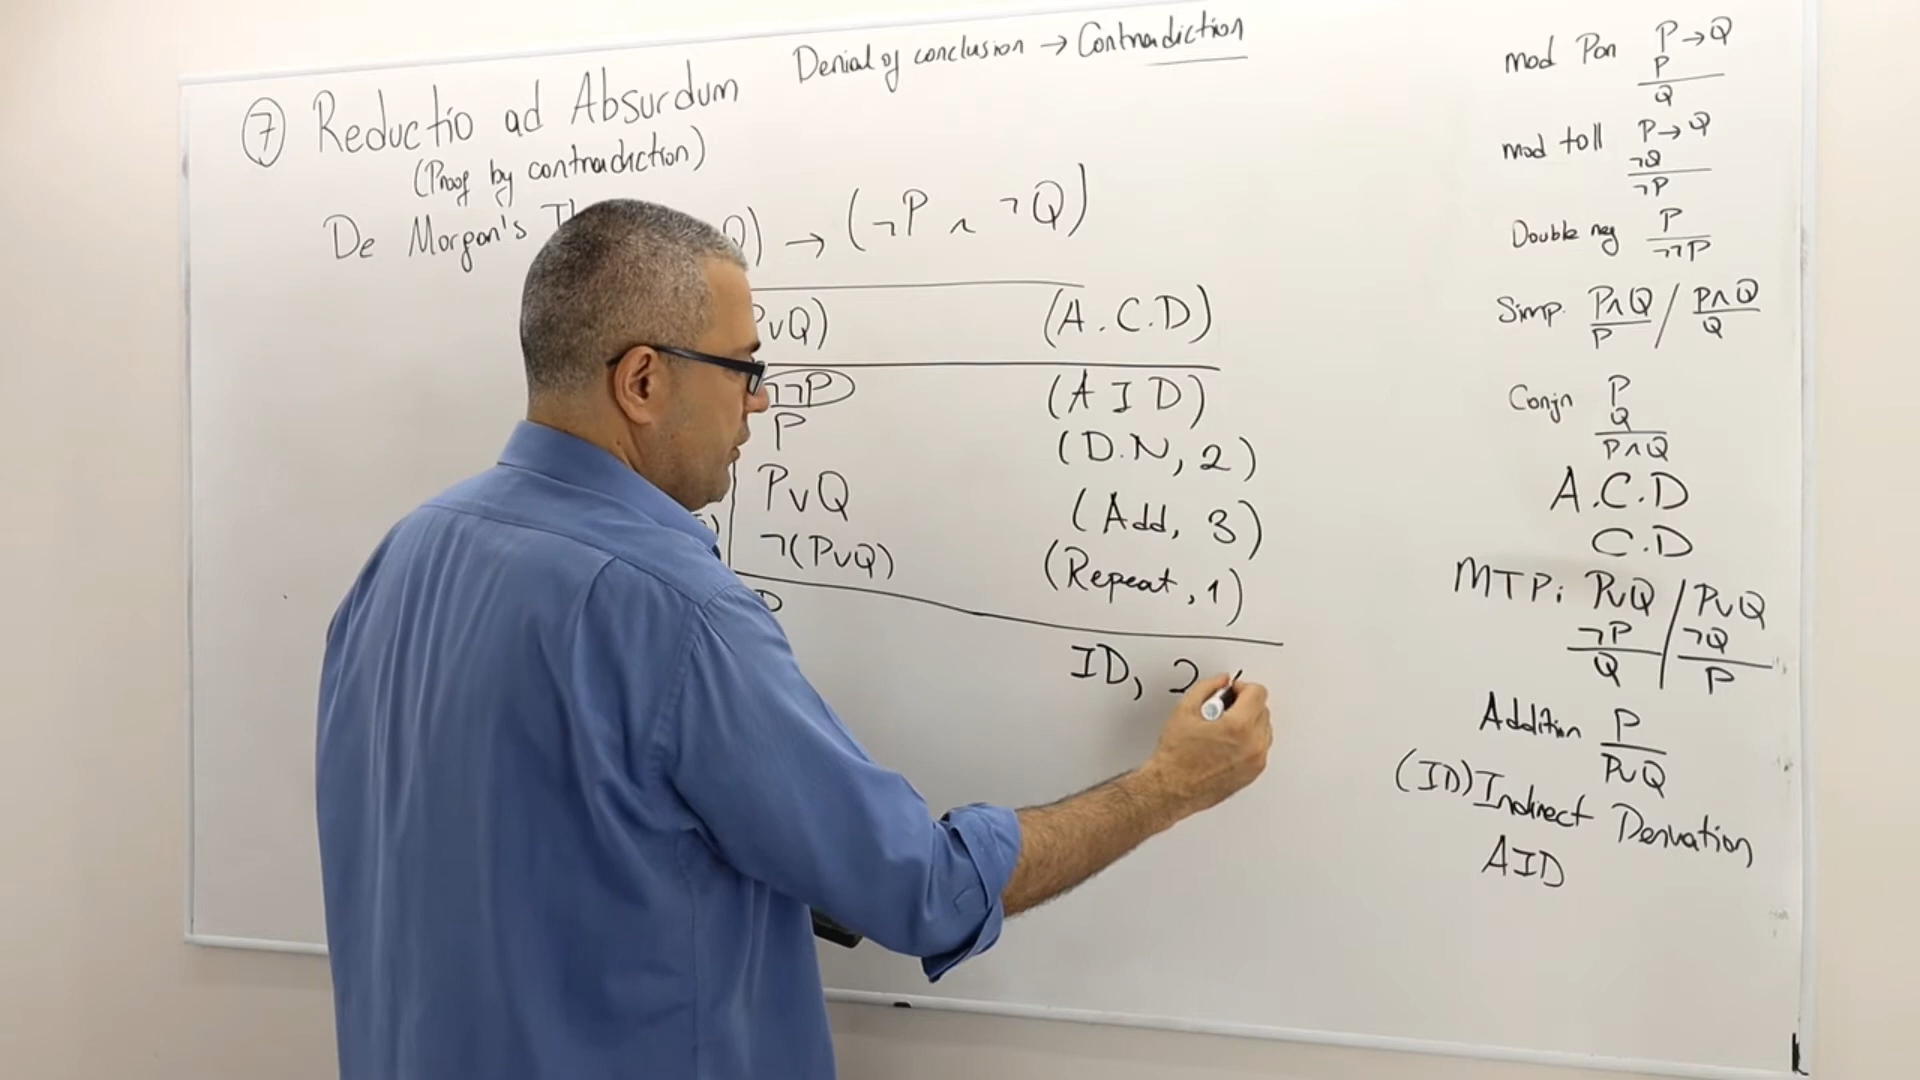 Denial of conclusion → Contradiction
⑦ Reductio ad Absurdum
(Proof by contradiction)
De Morgan's Q) → (¬P ∧ ¬Q)
P∨Q) (A.C.D)
¬¬P (A I D)
P (D.N, 2)
P∨Q (Add, 3)
¬(P∨Q) (Repeat, 1)
ID, 2
mod Pon P→Q
P
Q
mod toll P→Q
¬Q
¬P
Double neg P
¬¬P
Simp. P∧Q / P∧Q
P Q
Conjn P
Q
P∧Q
A.C.D
C.D
MTP: P∨Q / P∨Q
¬P ¬Q
Q P
Addition P
P∨Q
(ID) Indirect Derivation
AID